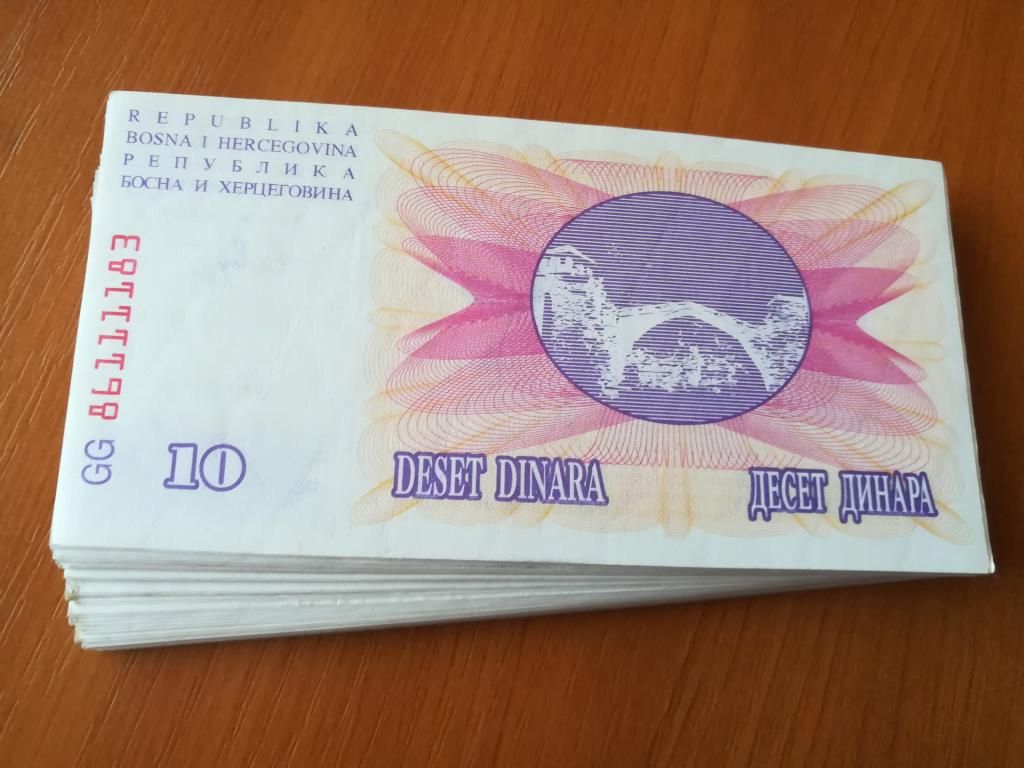 REPUBLIKA
BOSNA I HERCEGOVINA
РЕПУБЛИКА
БОСНА И ХЕРЦЕГОВИНА
GG 86111183
10
DESET DINARA
ДЕСЕТ ДИНАРА